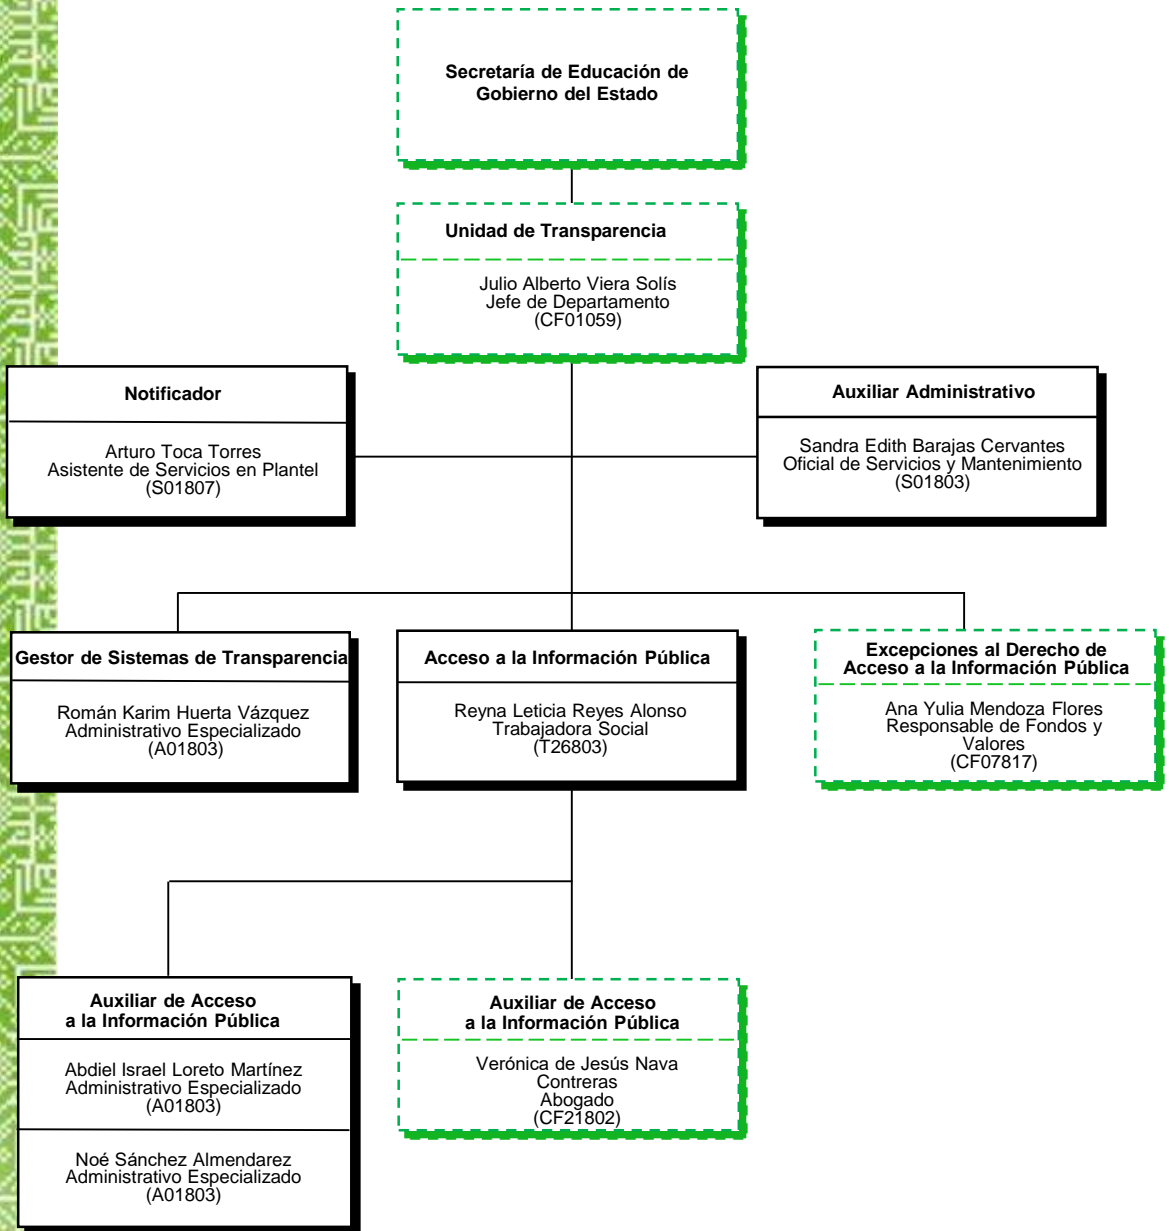 Secretaría de Educación de
Gobierno del Estado
Unidad de Transparencia
Julio Alberto Viera Solís
Jefe de Departamento
(CF01059)
Notificador
Arturo Toca Torres
Asistente de Servicios en Plantel
(S01807)
Auxiliar Administrativo
Sandra Edith Barajas Cervantes
Oficial de Servicios y Mantenimiento
(S01803)
Gestor de Sistemas de Transparencia
Román Karim Huerta Vázquez
Administrativo Especializado
(A01803)
Acceso a la Información Pública
Reyna Leticia Reyes Alonso
Trabajadora Social
(T26803)
Excepciones al Derecho de
Acceso a la Información Pública
Ana Yulia Mendoza Flores
Responsable de Fondos y
Valores
(CF07817)
Auxiliar de Acceso
a la Información Pública
Abdiel Israel Loreto Martínez
Administrativo Especializado
(A01803)
Noé Sánchez Almendarez
Administrativo Especializado
(A01803)
Auxiliar de Acceso
a la Información Pública
Verónica de Jesús Nava
Contreras
Abogado
(CF21802)